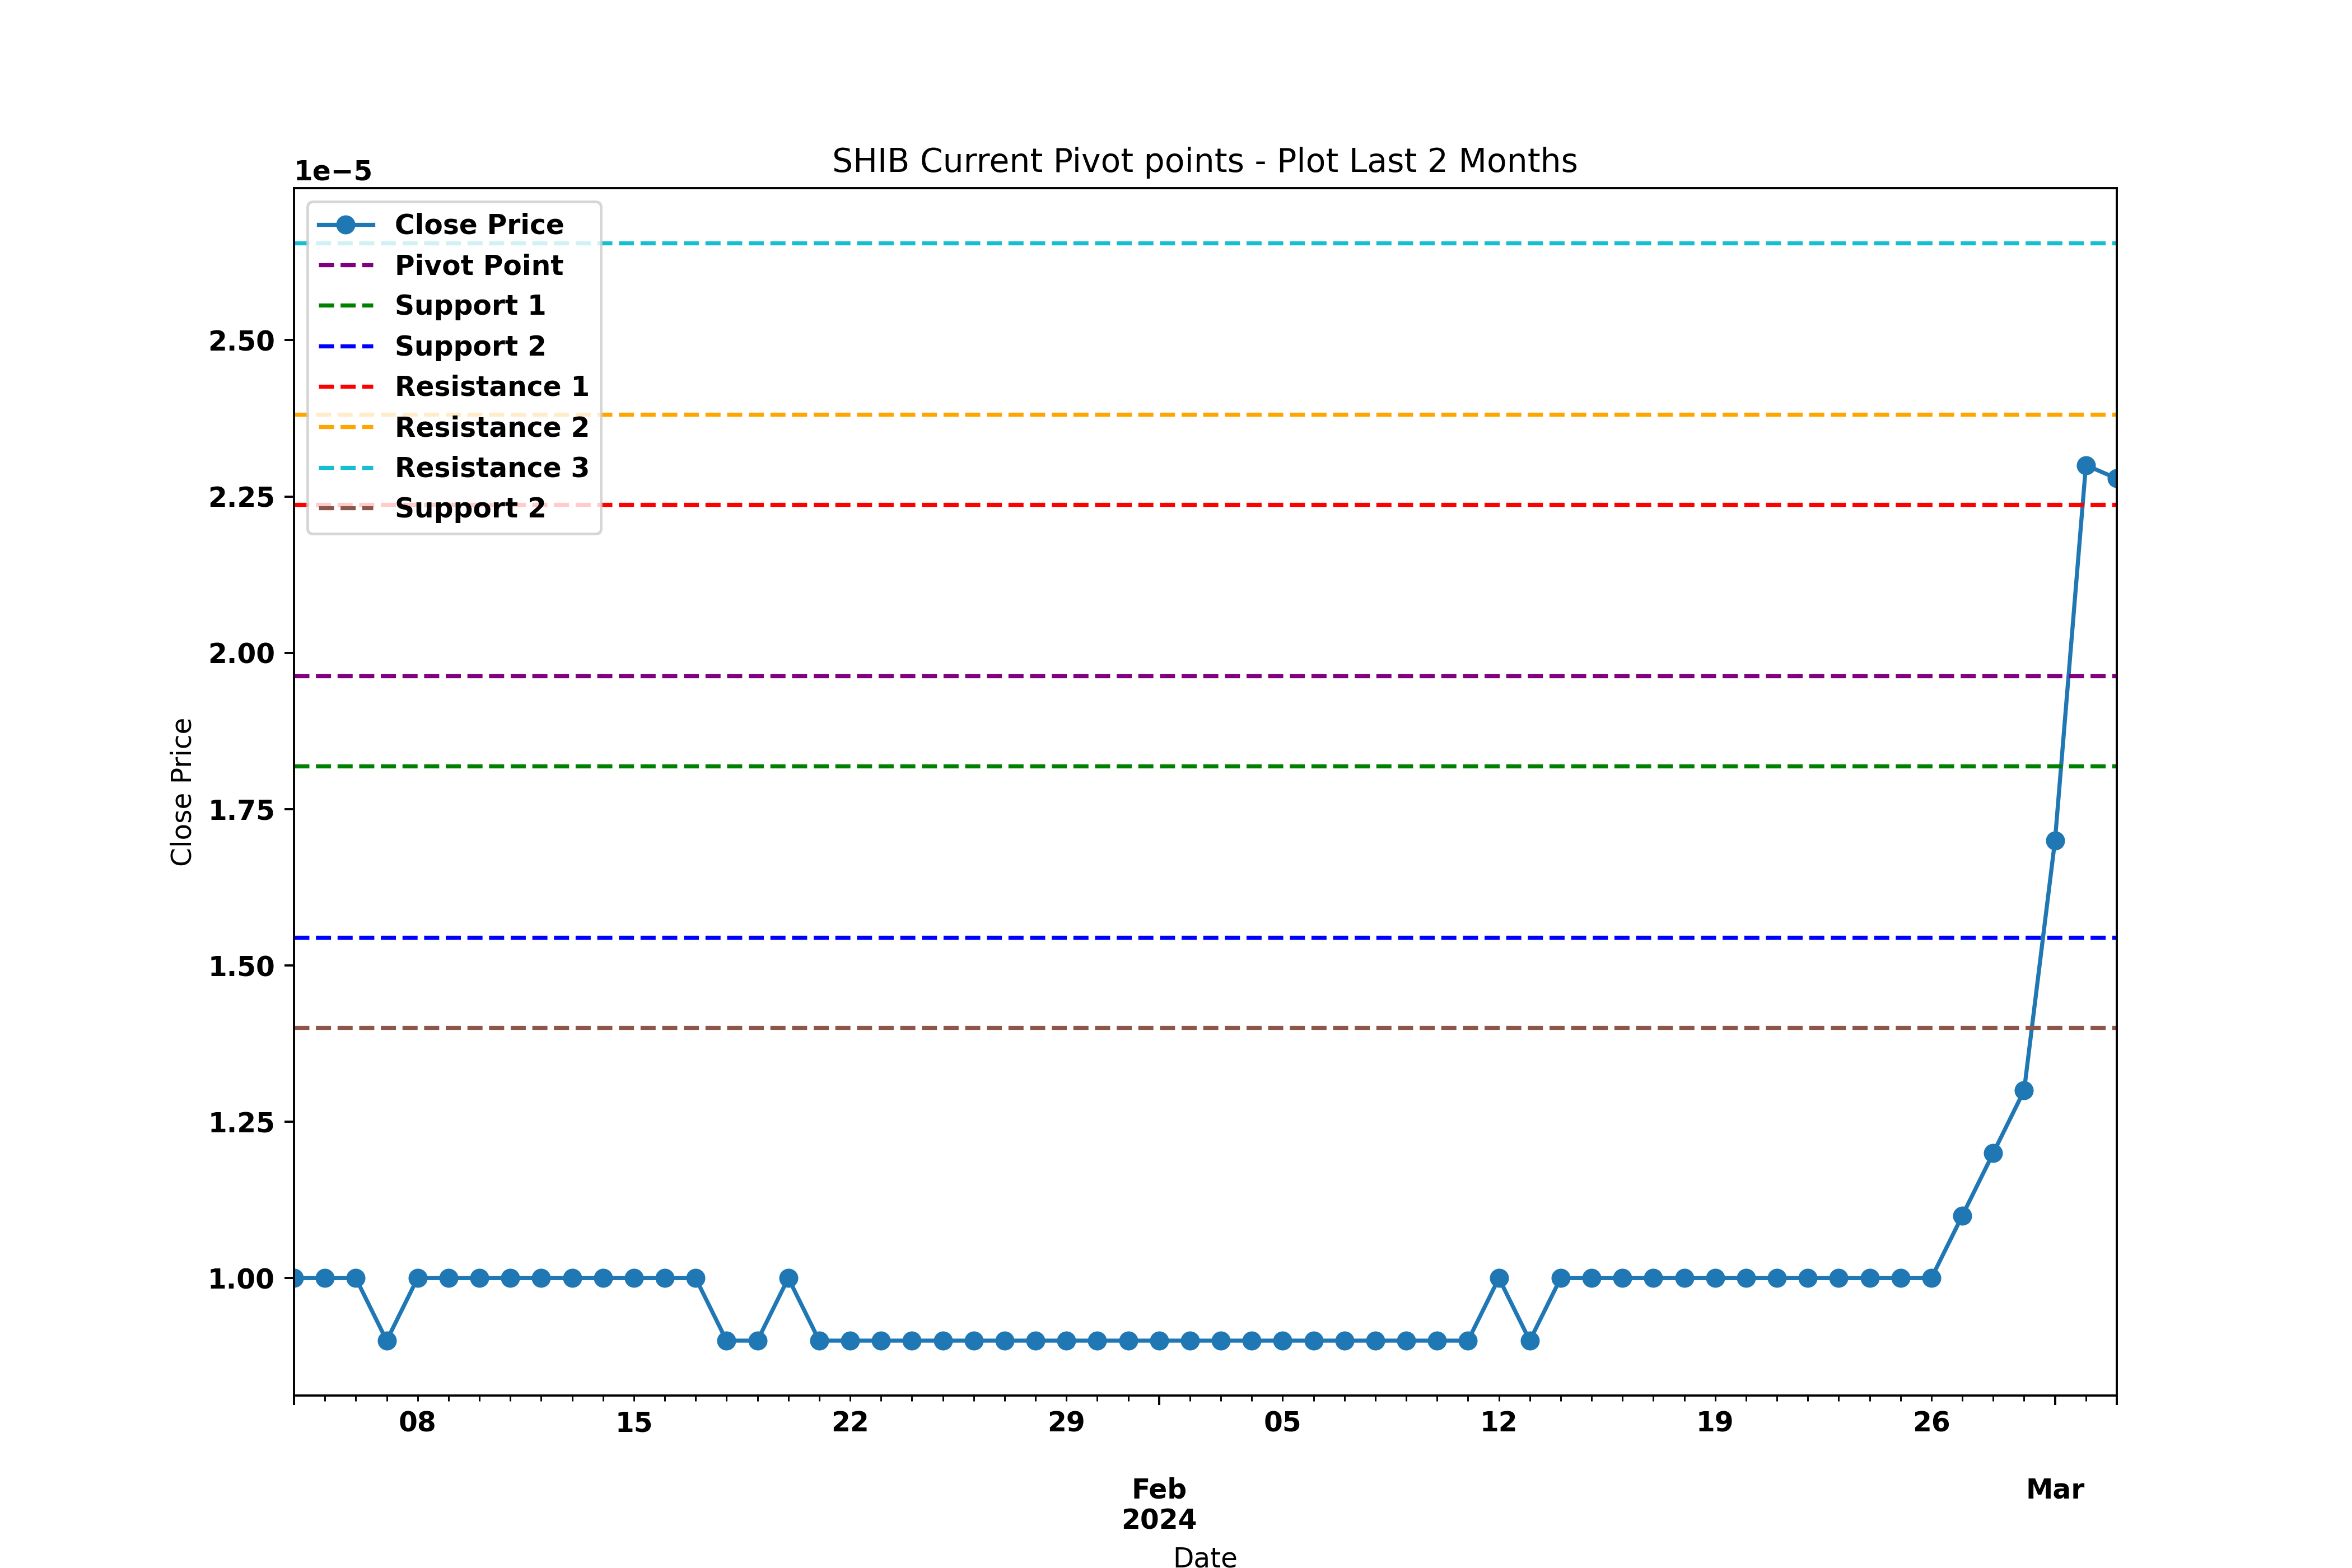 SHIB Current Pivot points - Plot Last 2 Months
1e−5
Close Price
Pivot Point
Support 1
Support 2
Resistance 1
Resistance 2
Resistance 3
Support 2
2.50
2.25
2.00
1.75
1.50
1.25
1.00
Close Price
08 15 22 29 05 12 19 26
Feb Mar
2024
Date